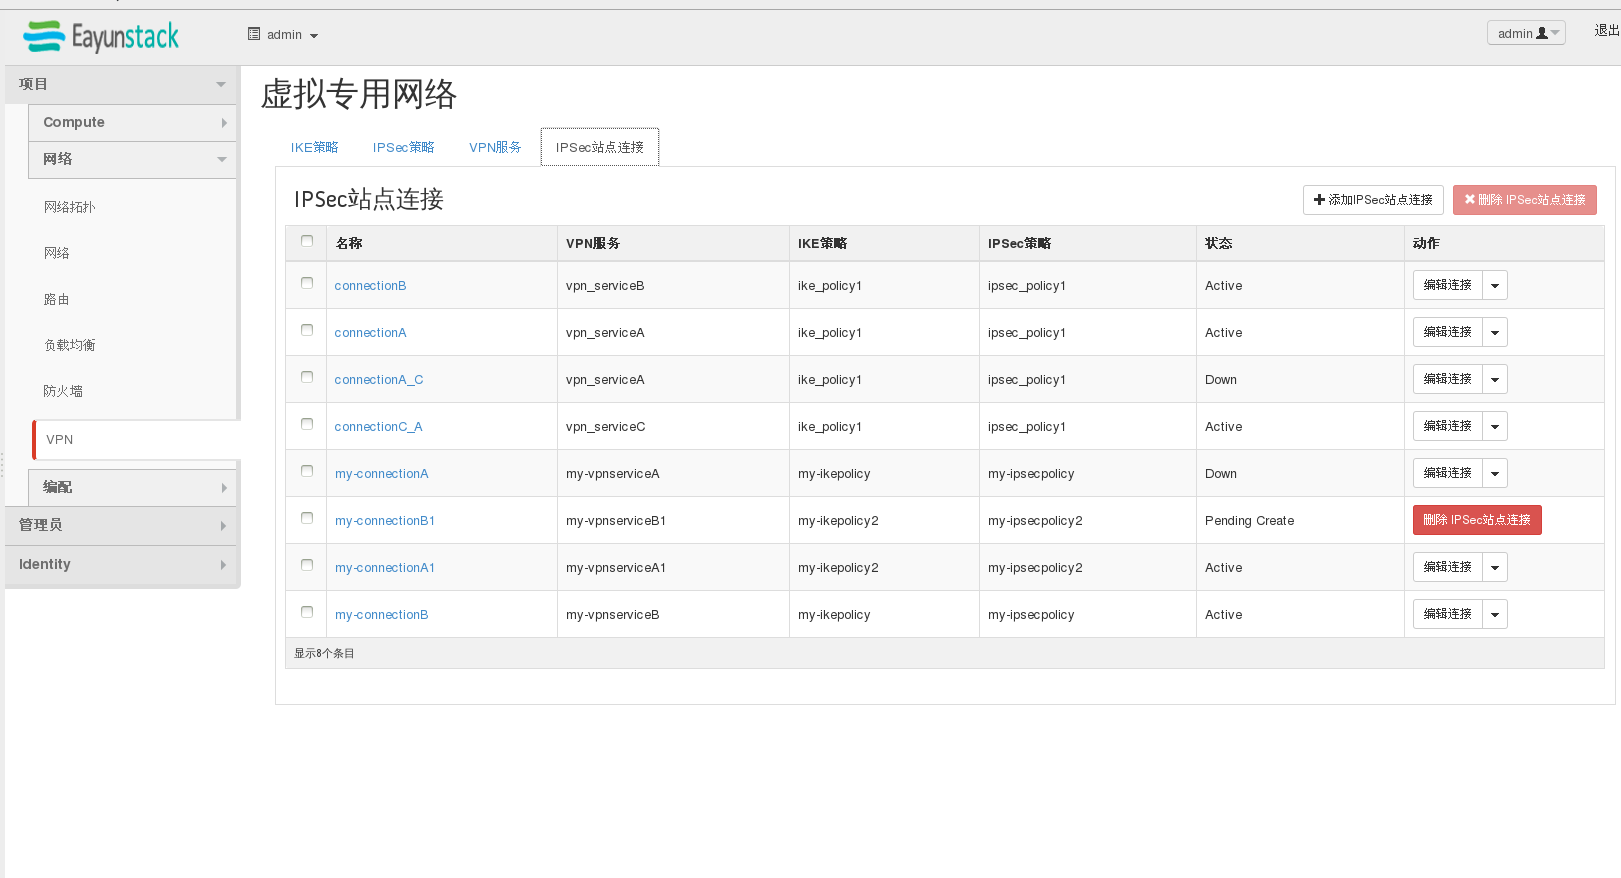 Eayunstack
admin
admin
退出
项目
Compute
网络
网络拓扑
网络
路由
负载均衡
防火墙
VPN
编配
管理员
Identity
虚拟专用网络
IKE策略 IPSec策略 VPN服务 IPSec站点连接
IPSec站点连接
添加IPSec站点连接 删除 IPSec站点连接
名称 VPN服务 IKE策略 IPSec策略 状态 动作
connectionB vpn_serviceB ike_policy1 ipsec_policy1 Active 编辑连接
connectionA vpn_serviceA ike_policy1 ipsec_policy1 Active 编辑连接
connectionA_C vpn_serviceA ike_policy1 ipsec_policy1 Down 编辑连接
connectionC_A vpn_serviceC ike_policy1 ipsec_policy1 Active 编辑连接
my-connectionA my-vpnserviceA my-ikepolicy my-ipsecpolicy Down 编辑连接
my-connectionB1 my-vpnserviceB1 my-ikepolicy2 my-ipsecpolicy2 Pending Create 删除 IPSec站点连接
my-connectionA1 my-vpnserviceA1 my-ikepolicy2 my-ipsecpolicy2 Active 编辑连接
my-connectionB my-vpnserviceB my-ikepolicy my-ipsecpolicy Active 编辑连接
显示8个条目